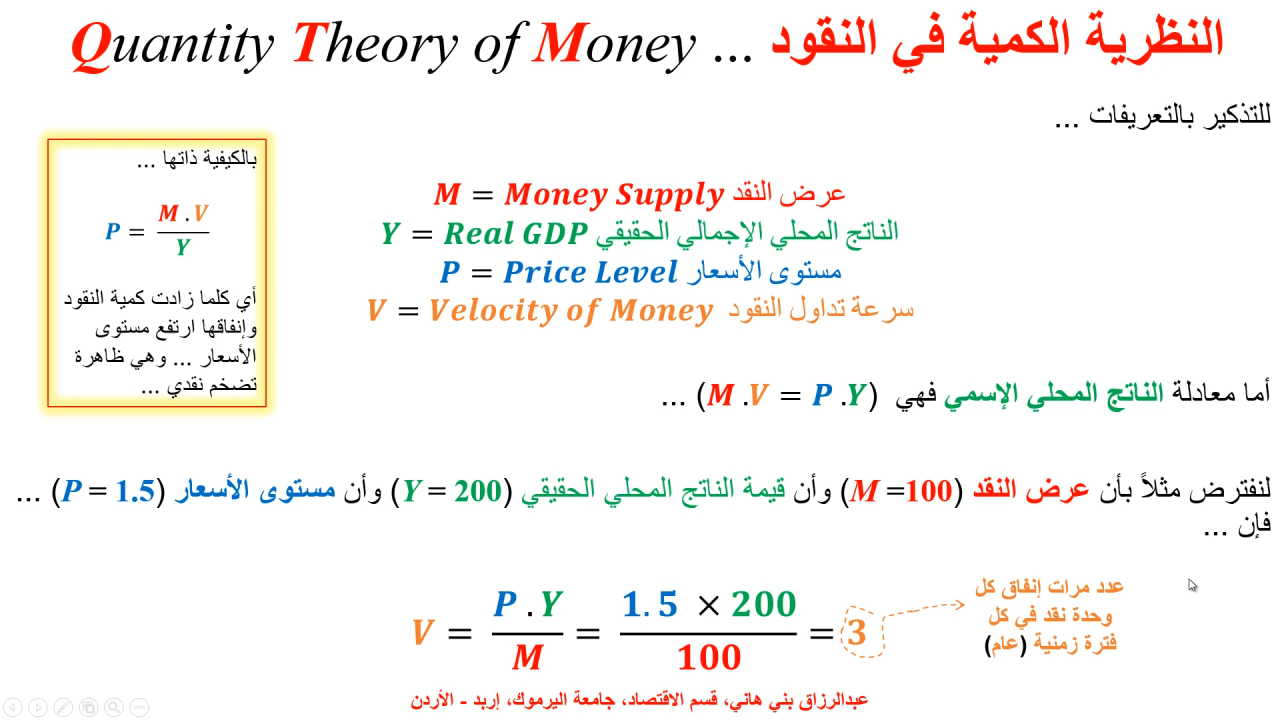 النظرية الكمية في النقود ... Quantity Theory of Money
للتذكير بالتعريفات ...
M = Money Supply عرض النقد
Y = Real GDP الناتج المحلي الإجمالي الحقيقي
P = Price Level مستوى الأسعار
V = Velocity of Money سرعة تداول النقود
بالكيفية ذاتها ...
P = M . V / Y
أي كلما زادت كمية النقود
وإنفاقها ارتفع مستوى
الأسعار ... وهي ظاهرة
تضخم نقدي ...
أما معادلة الناتج المحلي الإسمي فهي (M .V = P .Y) ...
لنفترض مثلاً بأن عرض النقد (M =100) وأن قيمة الناتج المحلي الحقيقي (Y = 200) وأن مستوى الأسعار (P = 1.5) ...
فإن ...
V = P . Y / M = 1.5 × 200 / 100 = 3
عدد مرات إنفاق كل
وحدة نقد في كل
فترة زمنية (عام)
عبدالرزاق بني هاني، قسم الاقتصاد، جامعة اليرموك، إربد - الأردن